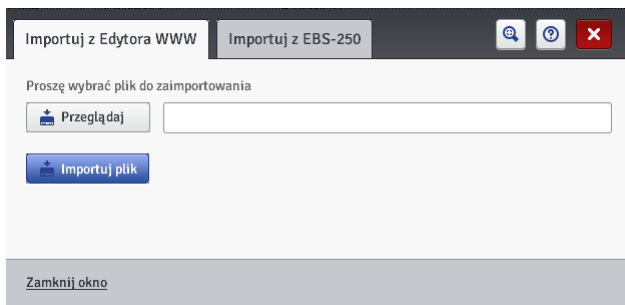 Importuj z Edytora WWW
Importuj z EBS-250
Proszę wybrać plik do zaimportowania
Przeglądaj
Importuj plik
Zamknij okno